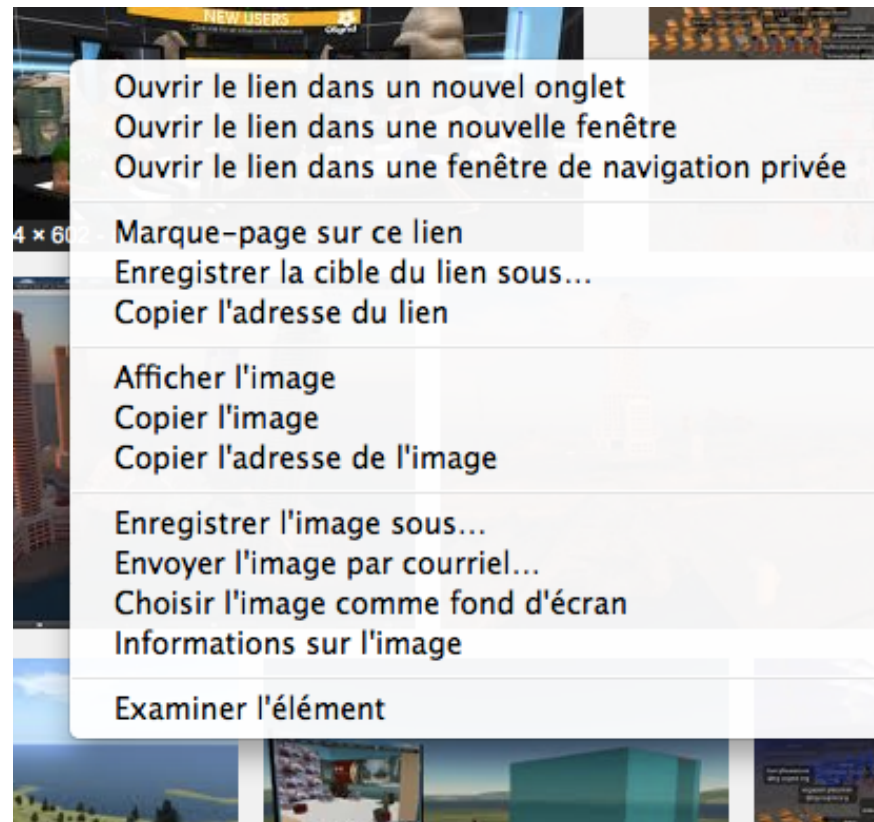 NEW USERS
Ouvrir le lien dans un nouvel onglet
Ouvrir le lien dans une nouvelle fenêtre
Ouvrir le lien dans une fenêtre de navigation privée
4 × 602
Marque-page sur ce lien
Enregistrer la cible du lien sous...
Copier l'adresse du lien
Afficher l'image
Copier l'image
Copier l'adresse de l'image
Enregistrer l'image sous...
Envoyer l'image par courriel...
Choisir l'image comme fond d'écran
Informations sur l'image
Examiner l'élément